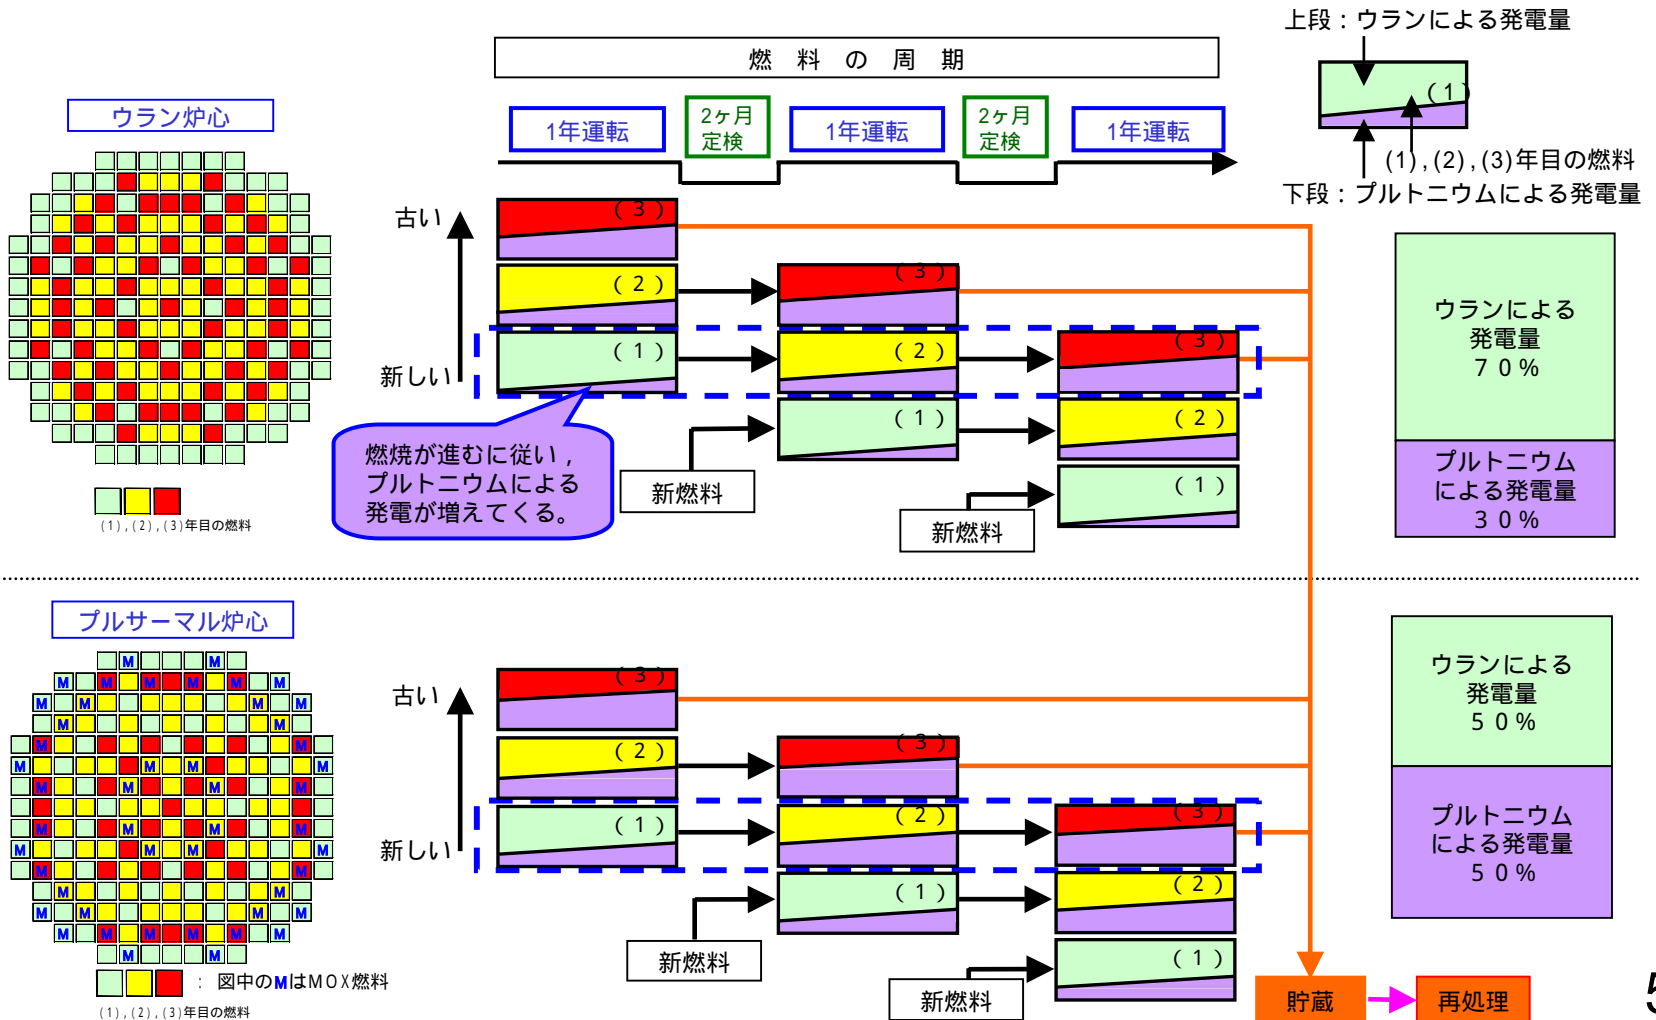 上段：ウランによる発電量
燃料の周期
(１)
(1),(2),(3)年目の燃料
下段：プルトニウムによる発電量
ウラン炉心
1年運転
2ヶ月
定検
1年運転
2ヶ月
定検
1年運転
古い
新しい
(３)
(２)
(３)
(１)
(２)
(３)
(１)
(２)
(１)
燃焼が進むに従い，
プルトニウムによる
発電が増えてくる。
新燃料
新燃料
(1),(2),(3)年目の燃料
ウランによる
発電量
７０％
プルトニウム
による発電量
３０％
プルサーマル炉心
M M
M M M M M M
M M M M
M M
M M
M M M M
M M M M
M M M M
M M M M
M M
M M
M M M M
M M M M M M
M M
古い
新しい
(３)
(２)
(３)
(１)
(２)
(３)
(１)
(２)
(１)
新燃料
新燃料
：図中のMはMOX燃料
(1),(2),(3)年目の燃料
ウランによる
発電量
５０％
プルトニウム
による発電量
５０％
貯蔵
再処理
5